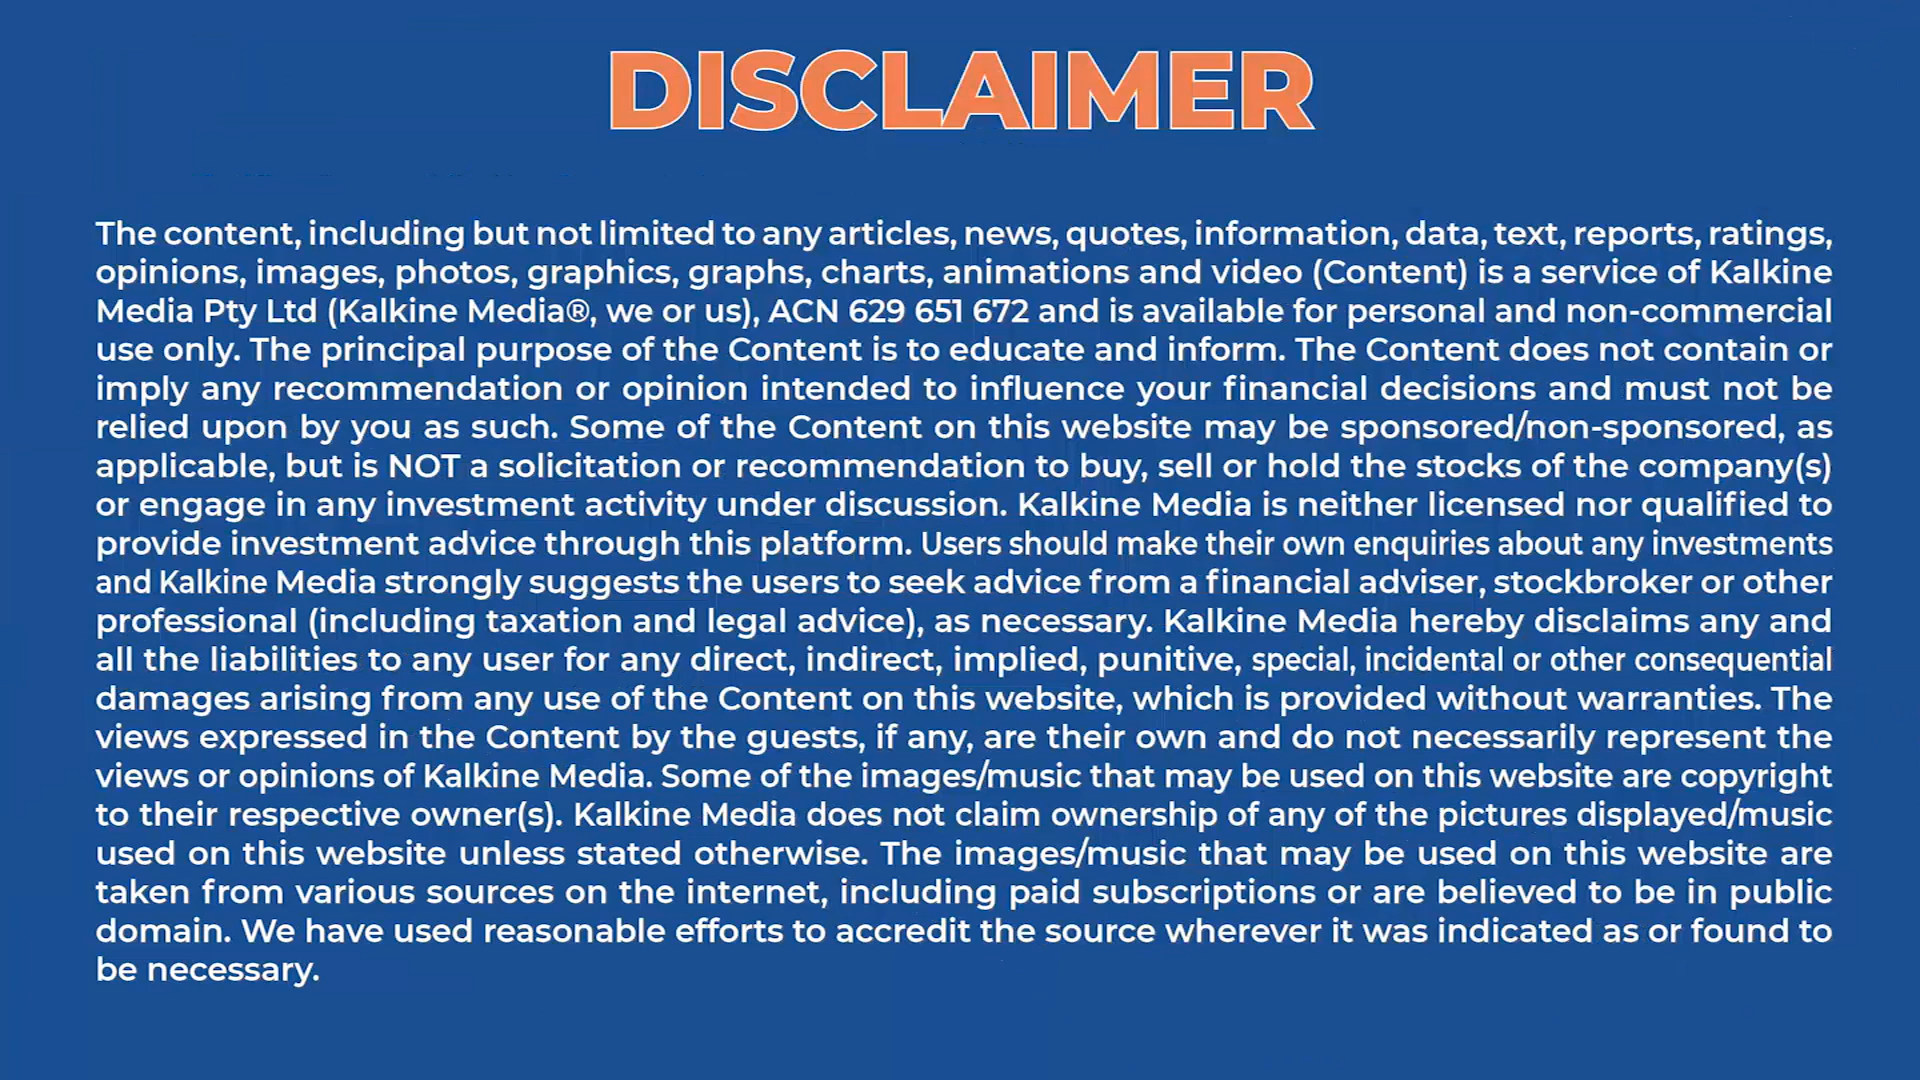 DISCLAIMER
The content, including but not limited to any articles, news, quotes, information, data, text, reports, ratings,
opinions, images, photos, graphics, graphs, charts, animations and video (Content) is a service of Kalkine
Media Pty Ltd (Kalkine Media®, we or us), ACN 629 651 672 and is available for personal and non-commercial
use only. The principal purpose of the Content is to educate and inform. The Content does not contain or
imply any recommendation or opinion intended to influence your financial decisions and must not be
relied upon by you as such. Some of the Content on this website may be sponsored/non-sponsored, as
applicable, but is NOT a solicitation or recommendation to buy, sell or hold the stocks of the company(s)
or engage in any investment activity under discussion. Kalkine Media is neither licensed nor qualified to
provide investment advice through this platform. Users should make their own enquiries about any investments
and Kalkine Media strongly suggests the users to seek advice from a financial adviser, stockbroker or other
professional (including taxation and legal advice), as necessary. Kalkine Media hereby disclaims any and
all the liabilities to any user for any direct, indirect, implied, punitive, special, incidental or other consequential
damages arising from any use of the Content on this website, which is provided without warranties. The
views expressed in the Content by the guests, if any, are their own and do not necessarily represent the
views or opinions of Kalkine Media. Some of the images/music that may be used on this website are copyright
to their respective owner(s). Kalkine Media does not claim ownership of any of the pictures displayed/music
used on this website unless stated otherwise. The images/music that may be used on this website are
taken from various sources on the internet, including paid subscriptions or are believed to be in public
domain. We have used reasonable efforts to accredit the source wherever it was indicated as or found to
be necessary.